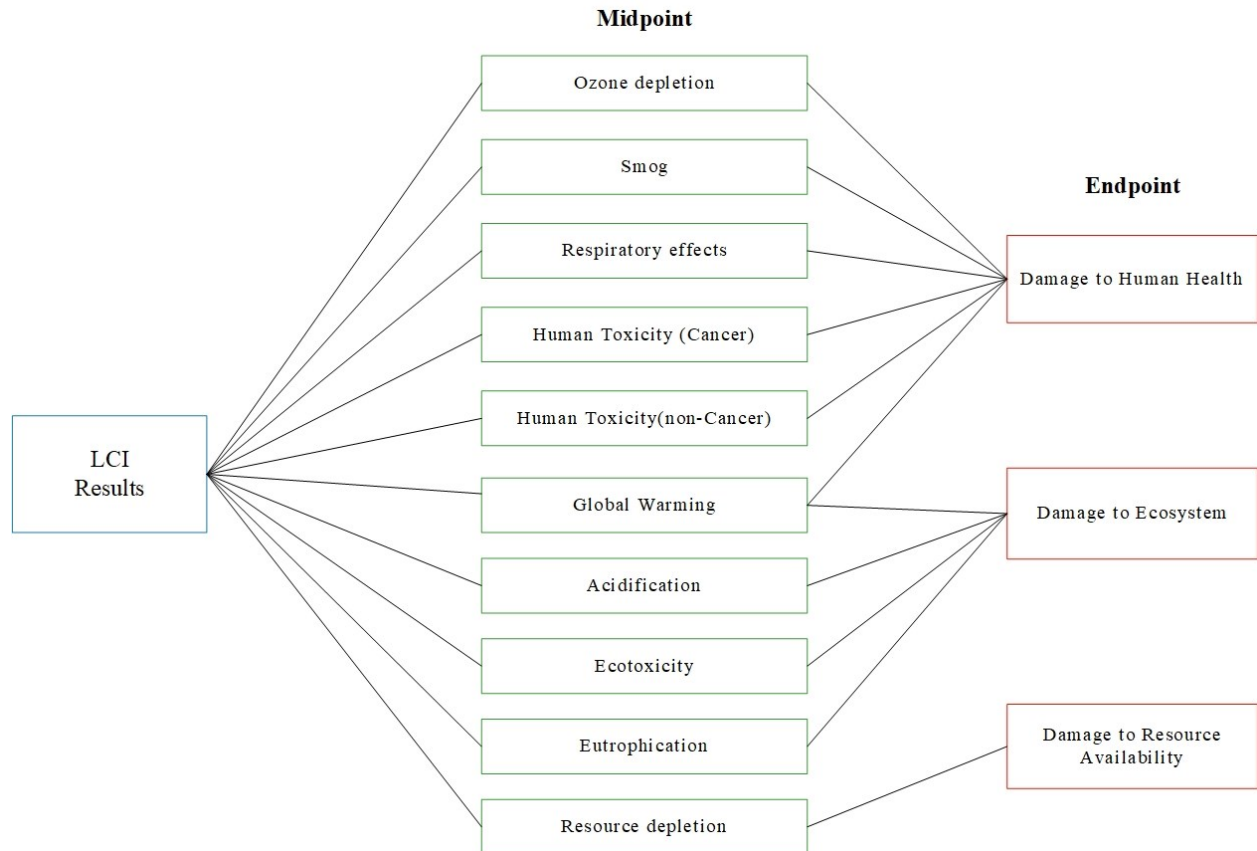 Midpoint
Ozone depletion
Smog
Endpoint
Respiratory effects
Damage to Human Health
Human Toxicity (Cancer)
Human Toxicity(non-Cancer)
LCI
Results
Global Warming
Damage to Ecosystem
Acidification
Ecotoxicity
Eutrophication
Damage to Resource
Availability
Resource depletion